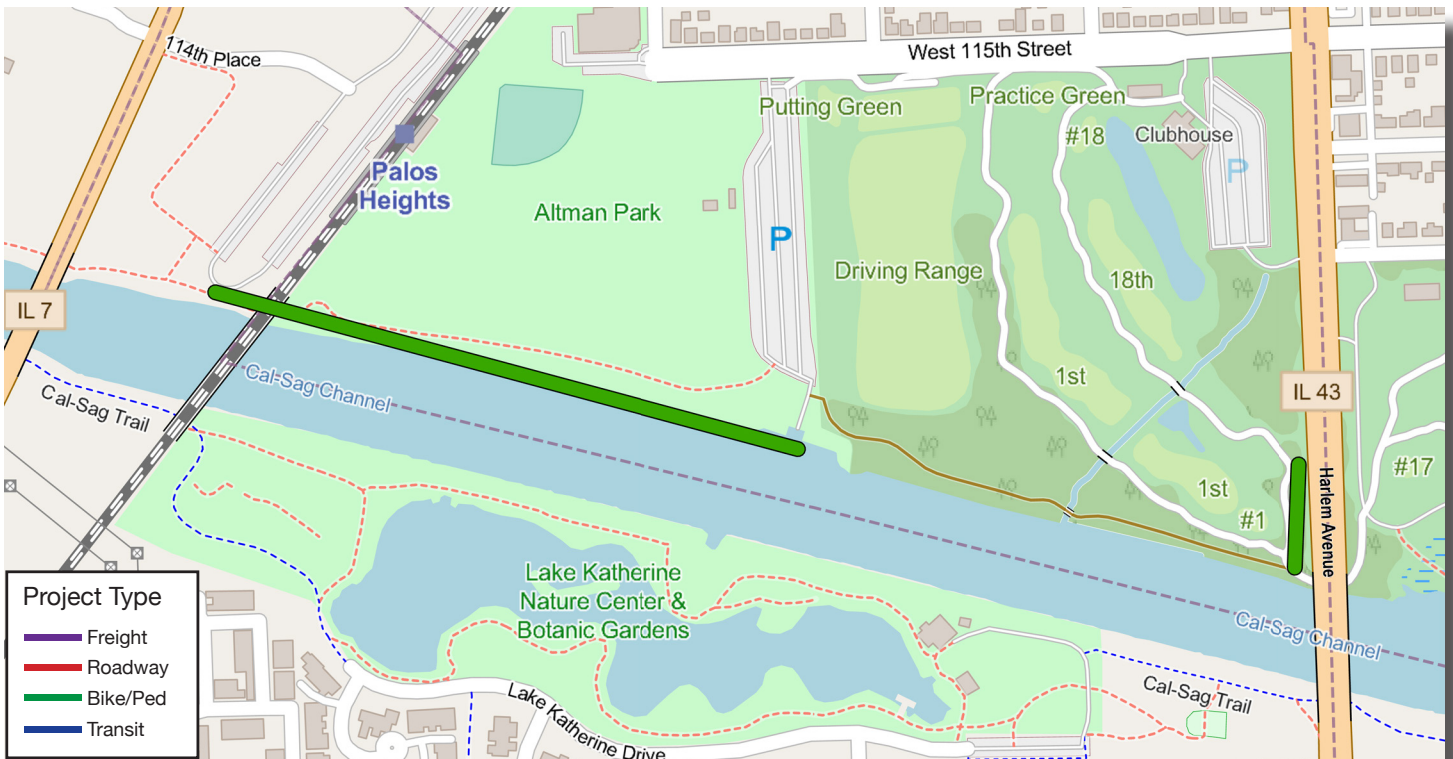 114th Place
West 115th Street
Putting Green
Practice Green
#18
Clubhouse
P
Palos
Heights
Altman Park
P
Driving Range
18th
IL 7
1st
IL 43
Cal-Sag Channel
Cal-Sag Trail
#17
1st
#1
Harlem Avenue
Lake Katherine
Nature Center &
Botanic Gardens
Cal-Sag Channel
Cal-Sag Trail
Lake Katherine Drive
Project Type
Freight
Roadway
Bike/Ped
Transit